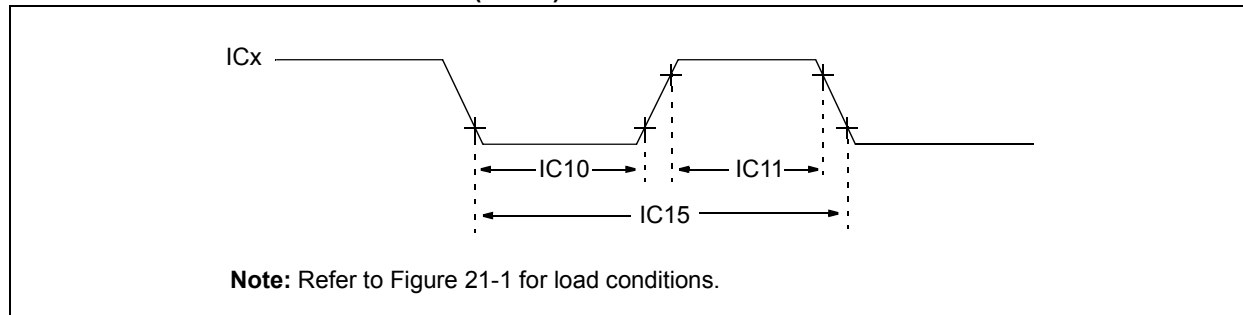 ICx
IC10
IC11
IC15
Note: Refer to Figure 21-1 for load conditions.